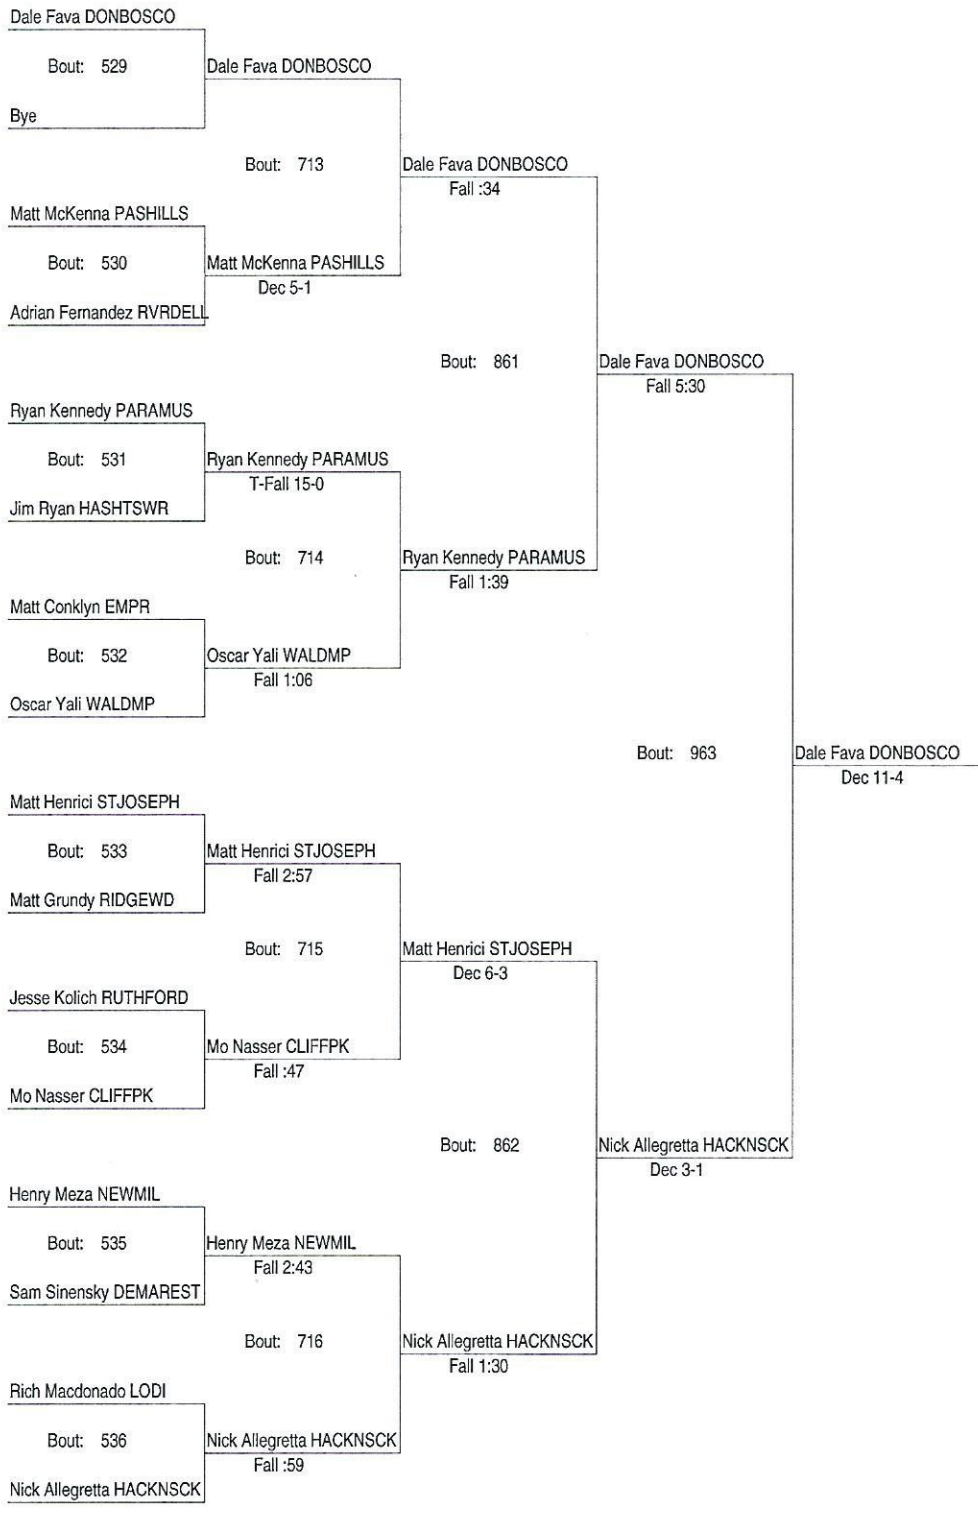 Dale Fava DONBOSCO
Bout: 529
Dale Fava DONBOSCO
Bye
Bout: 713
Dale Fava DONBOSCO
Fall :34
Matt McKenna PASHILLS
Bout: 530
Matt McKenna PASHILLS
Dec 5-1
Adrian Fernandez RVRDELL
Bout: 861
Dale Fava DONBOSCO
Fall 5:30
Ryan Kennedy PARAMUS
Bout: 531
Ryan Kennedy PARAMUS
T-Fall 15-0
Jim Ryan HASHTSWR
Bout: 714
Ryan Kennedy PARAMUS
Fall 1:39
Matt Conklyn EMPR
Bout: 532
Oscar Yali WALDMP
Fall 1:06
Oscar Yali WALDMP
Bout: 963
Dale Fava DONBOSCO
Dec 11-4
Matt Henrici STJOSEPH
Bout: 533
Matt Henrici STJOSEPH
Fall 2:57
Matt Grundy RIDGEWD
Bout: 715
Matt Henrici STJOSEPH
Dec 6-3
Jesse Kolich RUTHFORD
Bout: 534
Mo Nasser CLIFFPK
Fall :47
Mo Nasser CLIFFPK
Bout: 862
Nick Allegretta HACKNSCK
Dec 3-1
Henry Meza NEWMIL
Bout: 535
Henry Meza NEWMIL
Fall 2:43
Sam Sinensky DEMAREST
Bout: 716
Nick Allegretta HACKNSCK
Fall 1:30
Rich Macdonado LODI
Bout: 536
Nick Allegretta HACKNSCK
Fall :59
Nick Allegretta HACKNSCK